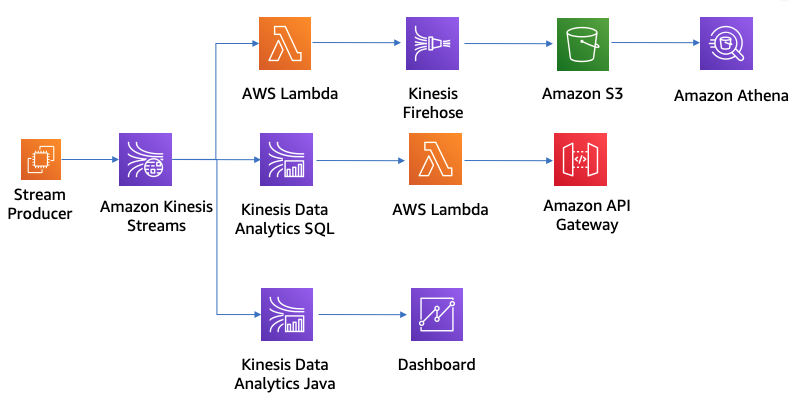 AWS Lambda
Kinesis
Firehose
Amazon S3
Amazon Athena
Stream
Producer
Amazon Kinesis
Streams
Kinesis Data
Analytics SQL
AWS Lambda
Amazon API
Gateway
Kinesis Data
Analytics Java
Dashboard